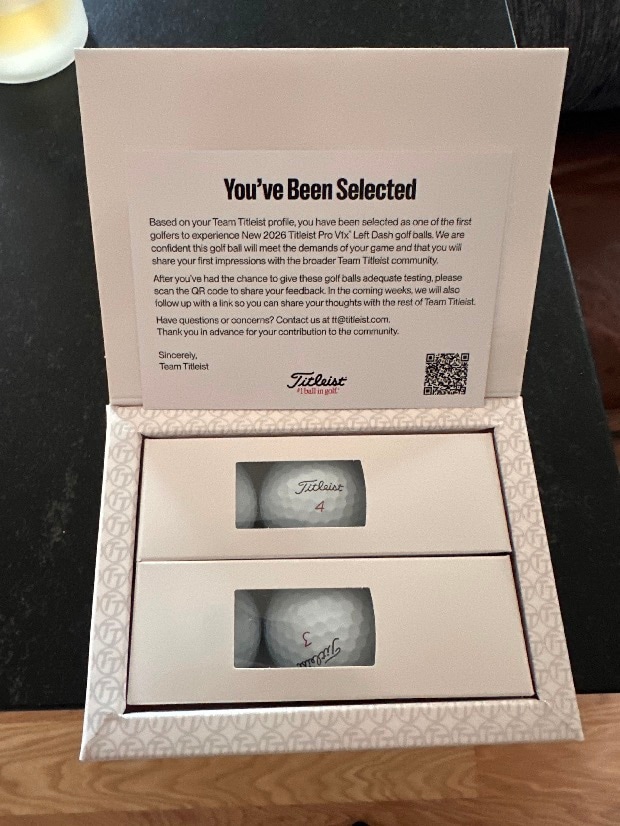 You've Been Selected
Based on your Team Titleist profile, you have been selected as one of the first
golfers to experience New 2026 Titleist Pro V1x® Left Dash golf balls. We are
confident this golf ball will meet the demands of your game and that you will
share your first impressions with the broader Team Titleist community.
After you've had the chance to give these golf balls adequate testing, please
scan the QR code to share your feedback. In the coming weeks, we will also
follow up with a link so you can share your thoughts with the rest of Team Titleist.
Have questions or concerns? Contact us at tt@titleist.com.
Thank you in advance for your contribution to the community.
Sincerely,
Team Titleist
Titleist
#1 ball in golf.®
Titleist
4
3
Titleist